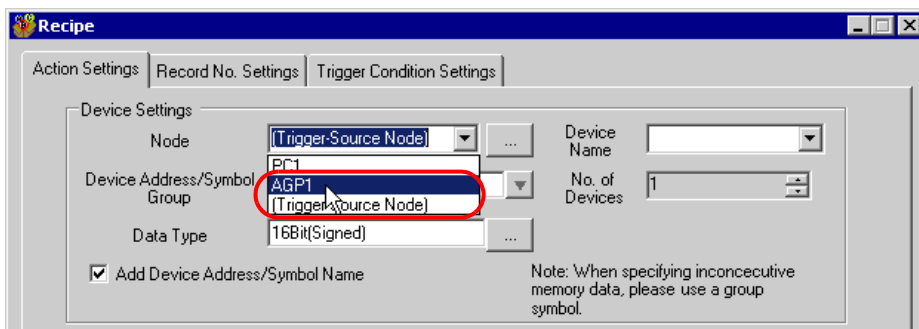 Recipe
Action Settings
Record No. Settings
Trigger Condition Settings
Device Settings
Node
(Trigger-Source Node)
...
Device
Name
PC1
AGP1
(Trigger-Source Node)
Device Address/Symbol
Group
No. of
Devices
1
Data Type
16Bit(Signed)
...
Add Device Address/Symbol Name
Note: When specifying inconcecutive
memory data, please use a group
symbol.